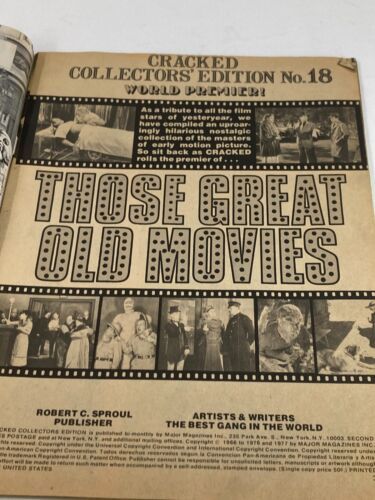 CRACKED
COLLECTORS' EDITION No.18
WORLD PREMIER!
As a tribute to all the film
stars of yesteryear, we
have compiled an uproar-
ingly hilarious nostalgic
collection of the masters
of early motion picture.
So sit back as CRACKED
rolls the premier of . . .
THOSE GREAT
OLD MOVIES
ROBERT C. SPROUL
PUBLISHER
ARTISTS & WRITERS
THE BEST GANG IN THE WORLD
CRACKED COLLECTORS EDITION is published bi-monthly by Major Magazines Inc., 235 Park Ave. S., New York, N.Y. 10003. SECOND
POSTAGE paid at New York, N.Y. and additional mailing offices. Copyright © 1966 to 1976 and 1977 by MAJOR MAGAZINES INC.
rights reserved. Copyright under the Universal Copyright Convention and International Copyright Convention. Copyright reserved under
American Copyright Convention. Todos derechos reservados segun la Convention Pan-Americana de Propiedad Literaria y Artis
Trademark Registered in U.S. Patent Office. Publisher cannot be responsible for unsolicited letters, manuscripts or artwork although
effort will be made to return such matter when accompanied by a self-addressed, stamped envelope. (Single copy price 50¢.) PRINTED
UNITED STATES